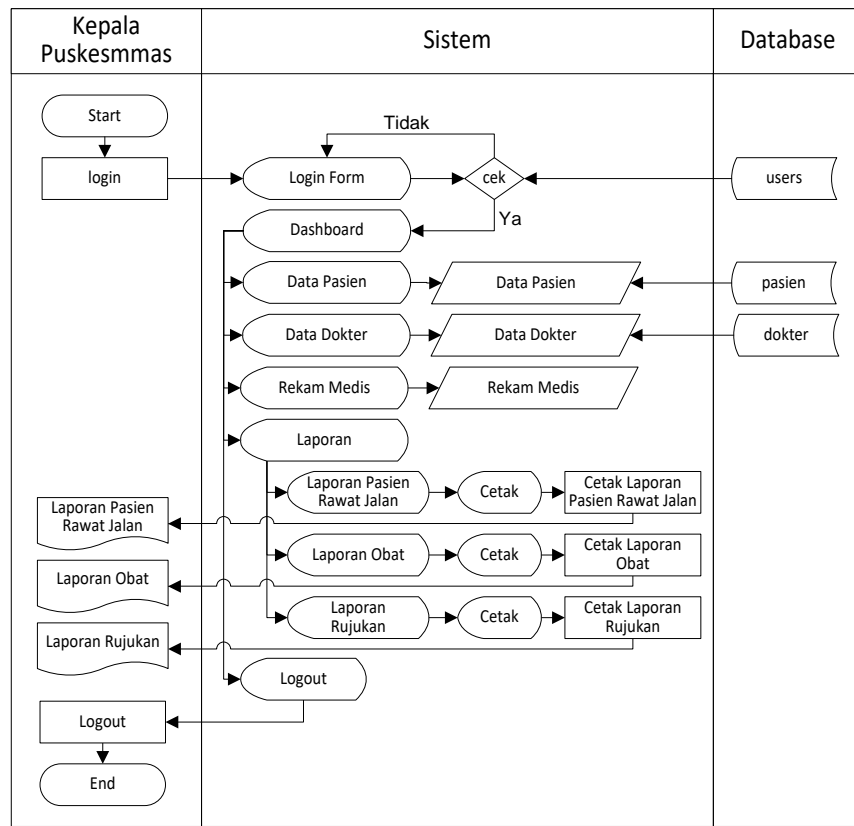 Kepala
Puskesmmas
Sistem
Database
Start
Tidak
login
Login Form
cek
users
Ya
Dashboard
Data Pasien
Data Pasien
pasien
Data Dokter
Data Dokter
dokter
Rekam Medis
Rekam Medis
Laporan
Laporan Pasien
Rawat Jalan
Cetak
Cetak Laporan
Pasien Rawat Jalan
Laporan Pasien
Rawat Jalan
Laporan Obat
Cetak
Cetak Laporan
Obat
Laporan Obat
Laporan
Rujukan
Cetak
Cetak Laporan
Rujukan
Laporan Rujukan
Logout
Logout
End